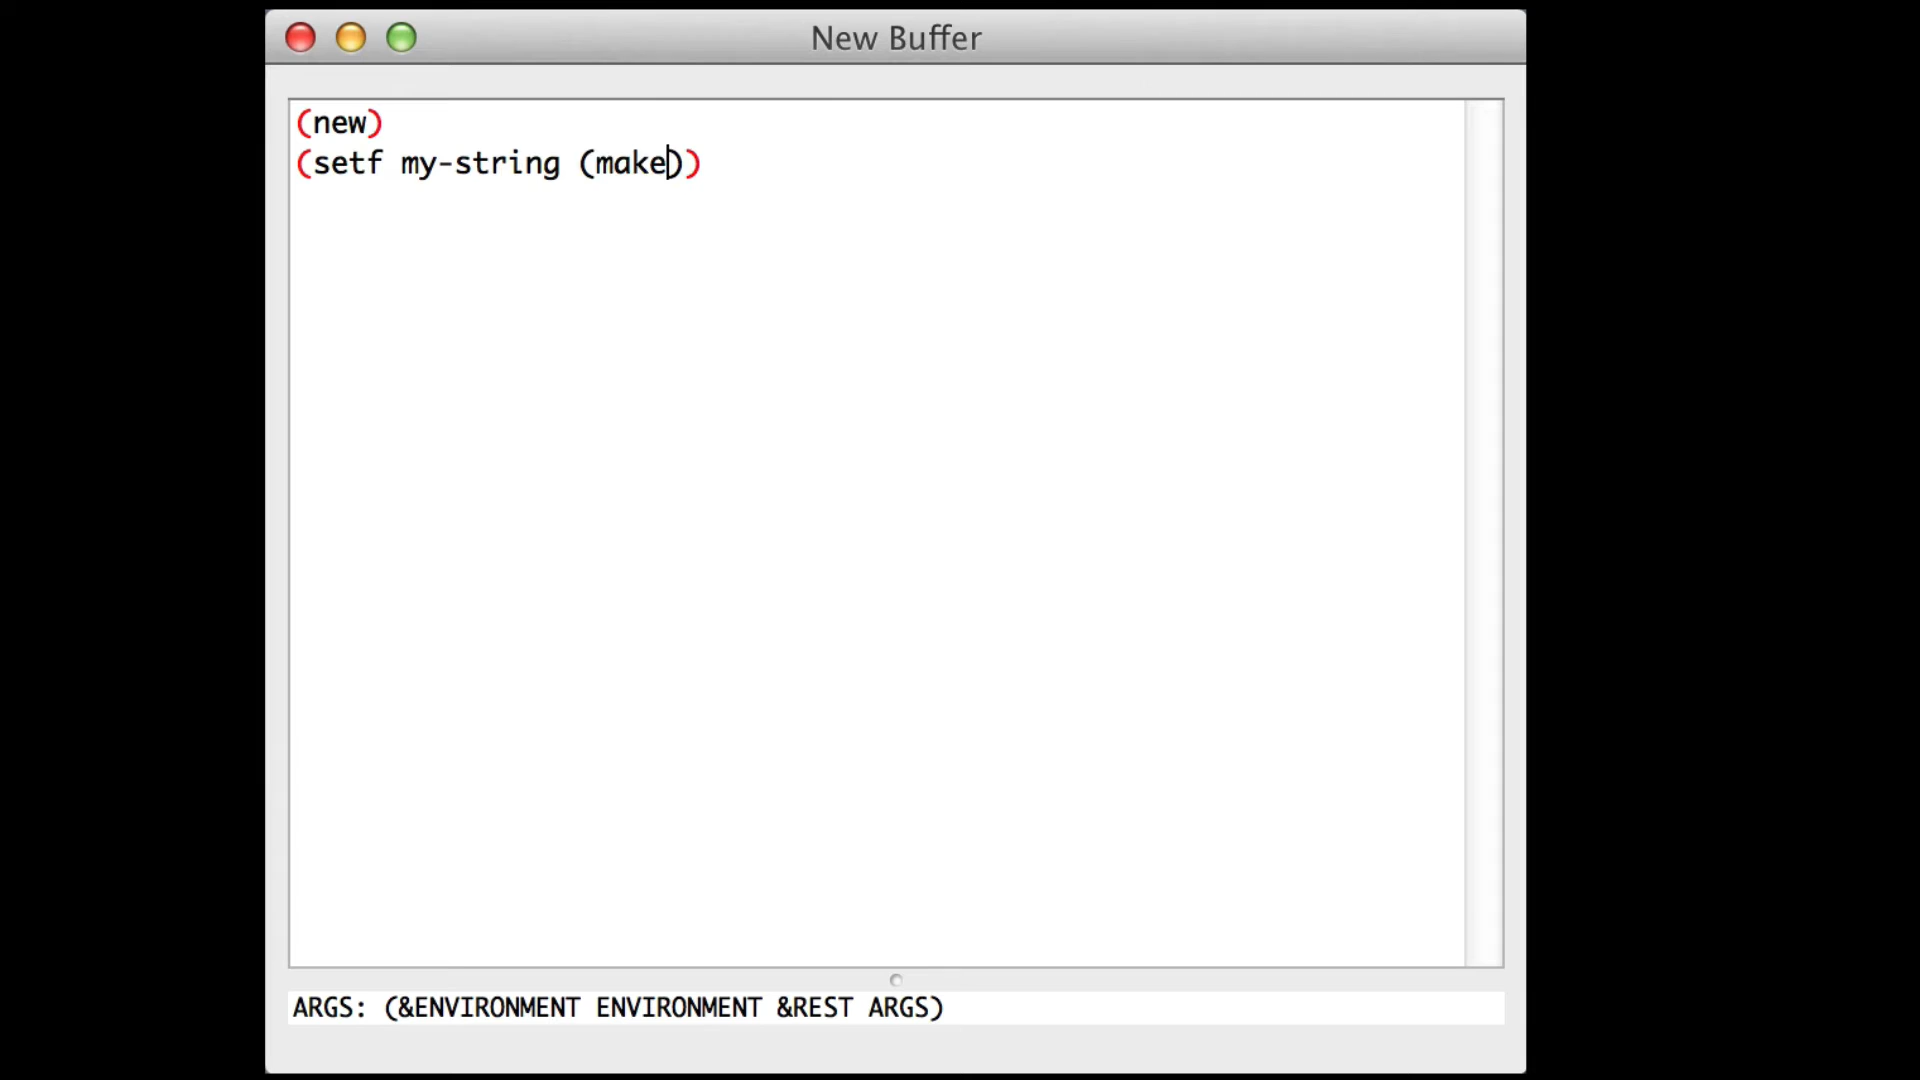 New Buffer
(new)
(setf my-string (make))
ARGS: (&ENVIRONMENT ENVIRONMENT &REST ARGS)